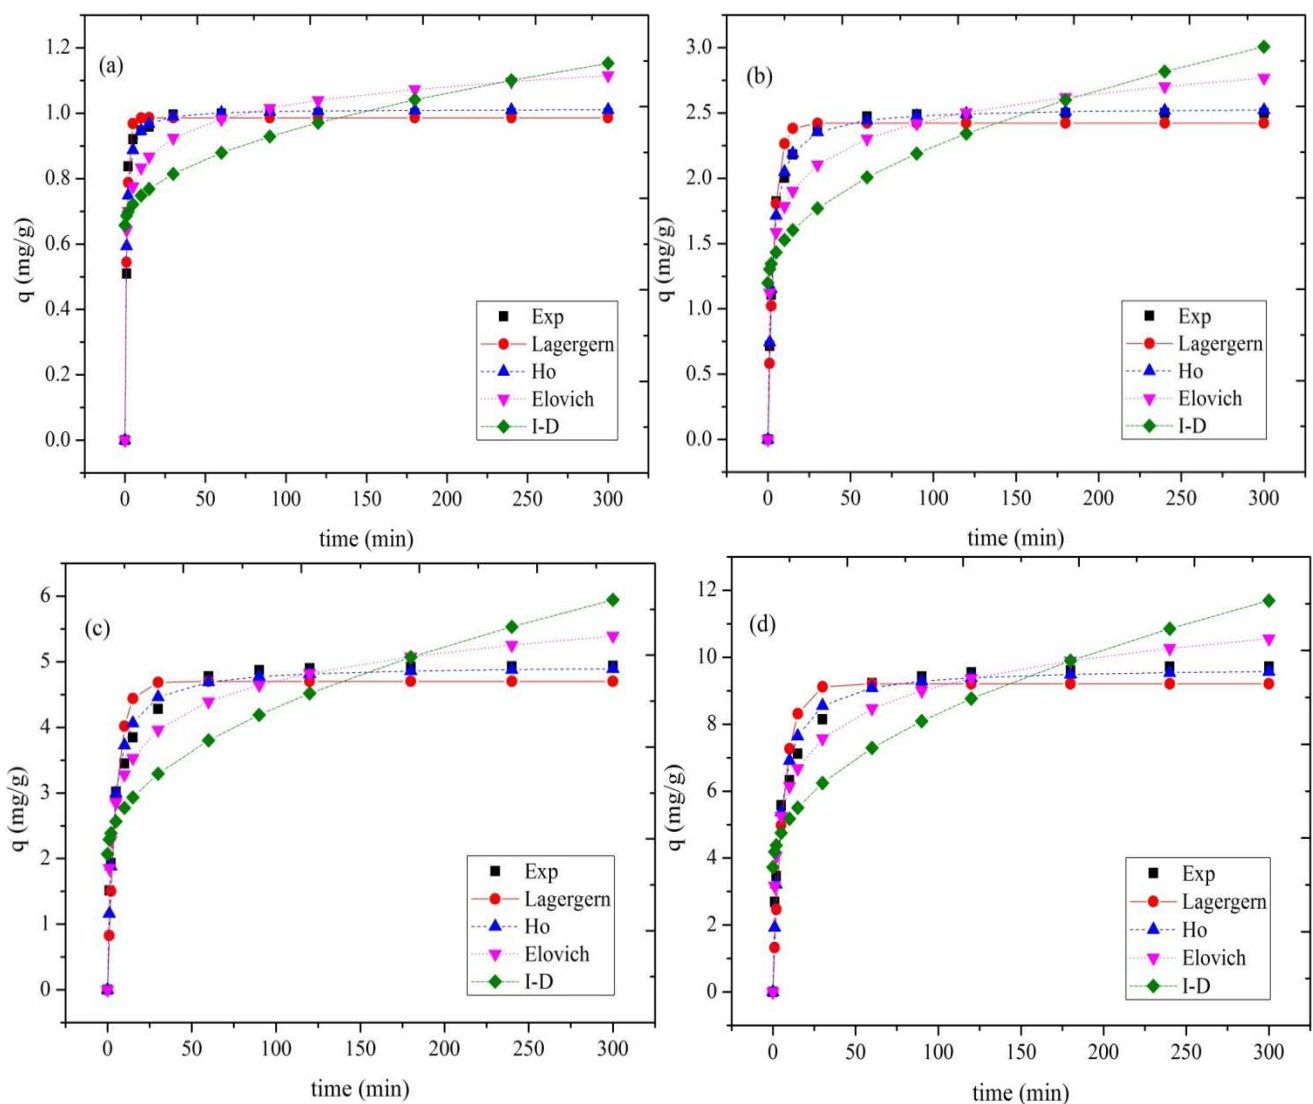 (a)
q (mg/g)
1.2
1.0
0.8
0.6
0.4
0.2
0.0
Exp
Lagergern
Ho
Elovich
I-D
0 50 100 150 200 250 300
time (min)
(b)
q (mg/g)
3.0
2.5
2.0
1.5
1.0
0.5
0.0
Exp
Lagergern
Ho
Elovich
I-D
0 50 100 150 200 250 300
time (min)
(c)
q (mg/g)
6
5
4
3
2
1
0
Exp
Lagergern
Ho
Elovich
I-D
0 50 100 150 200 250 300
time (min)
(d)
q (mg/g)
12
10
8
6
4
2
0
Exp
Lagergern
Ho
Elovich
I-D
0 50 100 150 200 250 300
time (min)